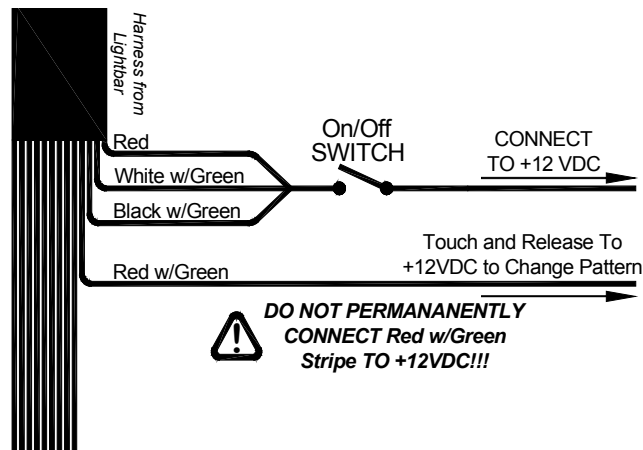 Harness from
Lightbar
Red
White w/Green
Black w/Green
Red w/Green
On/Off
SWITCH
CONNECT
TO +12 VDC
Touch and Release To
+12VDC to Change Pattern
DO NOT PERMANANENTLY
CONNECT Red w/Green
Stripe TO +12VDC!!!